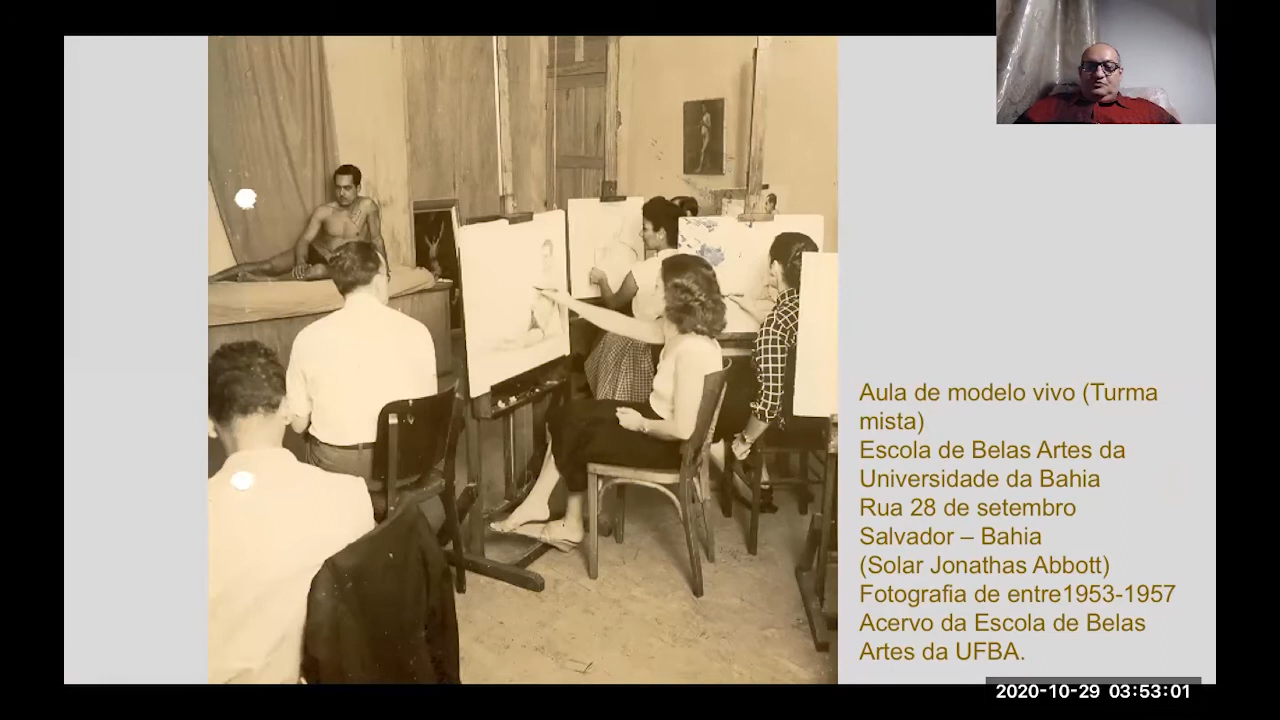 Aula de modelo vivo (Turma
mista)
Escola de Belas Artes da
Universidade da Bahia
Rua 28 de setembro
Salvador – Bahia
(Solar Jonathas Abbott)
Fotografia de entre1953-1957
Acervo da Escola de Belas
Artes da UFBA.
2020-10-29 03:53:01